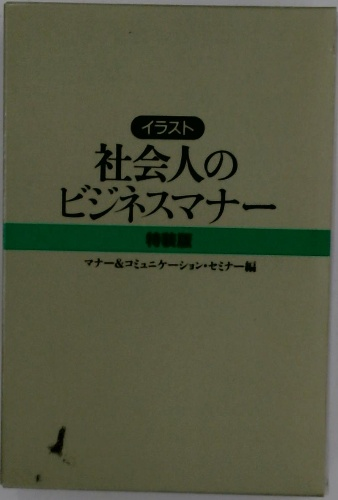 イラスト
社会人の
ビジネスマナー
特装版
マナー&コミュニケーション・セミナー編